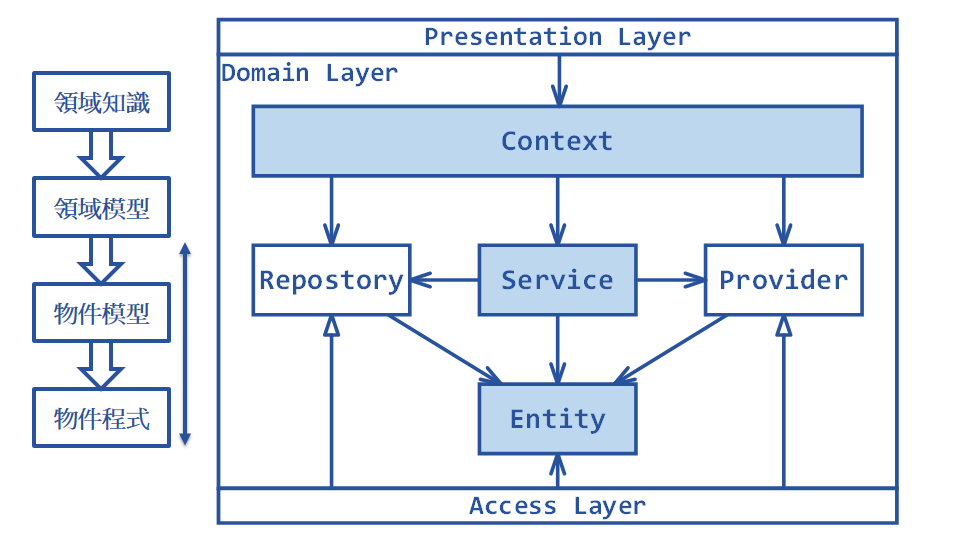 領域知識
領域模型
物件模型
物件程式
Presentation Layer
Domain Layer
Context
Repostory
Service
Provider
Entity
Access Layer